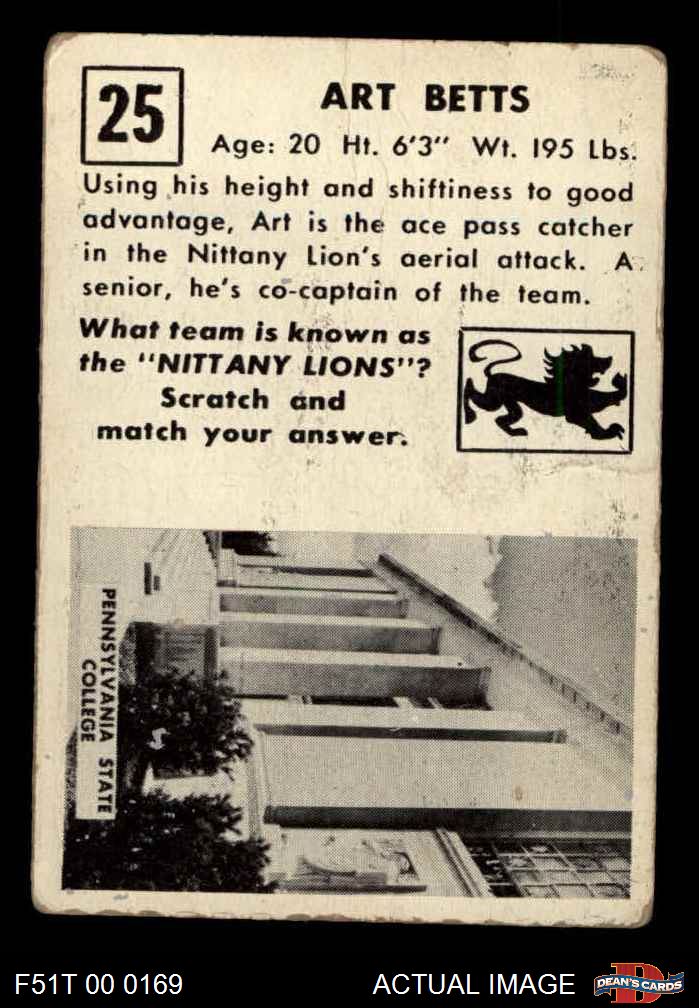 25
ART BETTS
Age: 20 Ht. 6'3" Wt. 195 Lbs.
Using his height and shiftiness to good
advantage, Art is the ace pass catcher
in the Nittany Lion's aerial attack. A
senior, he's co-captain of the team.
What team is known as
the "NITTANY LIONS"?
Scratch and
match your answer.
PENNSYLVANIA STATE
COLLEGE
F51T 00 0169
ACTUAL IMAGE
D
DEAN'S CARDS